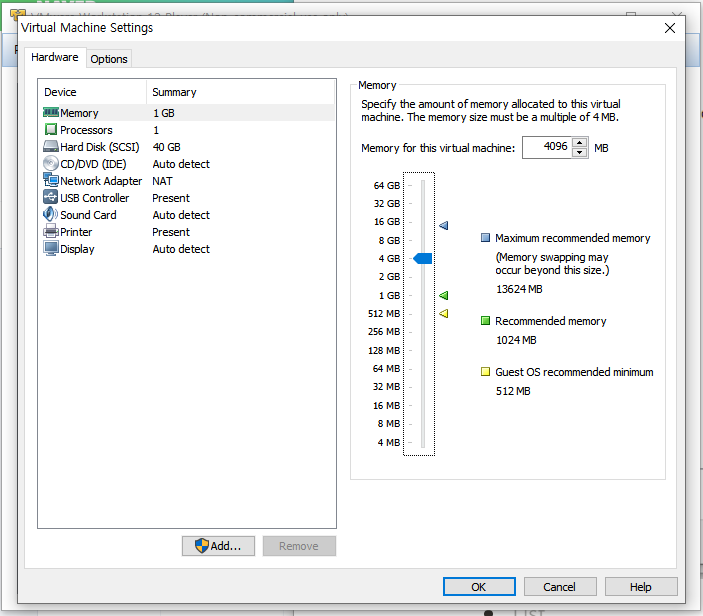 Virtual Machine Settings
Hardware
Options
Device Summary
Memory 1 GB
Processors 1
Hard Disk (SCSI) 40 GB
CD/DVD (IDE) Auto detect
Network Adapter NAT
USB Controller Present
Sound Card Auto detect
Printer Present
Display Auto detect
Add...
Remove
Memory
Specify the amount of memory allocated to this virtual
machine. The memory size must be a multiple of 4 MB.
Memory for this virtual machine: 4096 MB
64 GB
32 GB
16 GB
8 GB
4 GB
2 GB
1 GB
512 MB
256 MB
128 MB
64 MB
32 MB
16 MB
8 MB
4 MB
Maximum recommended memory
(Memory swapping may
occur beyond this size.)
13624 MB
Recommended memory
1024 MB
Guest OS recommended minimum
512 MB
OK
Cancel
Help
LIST